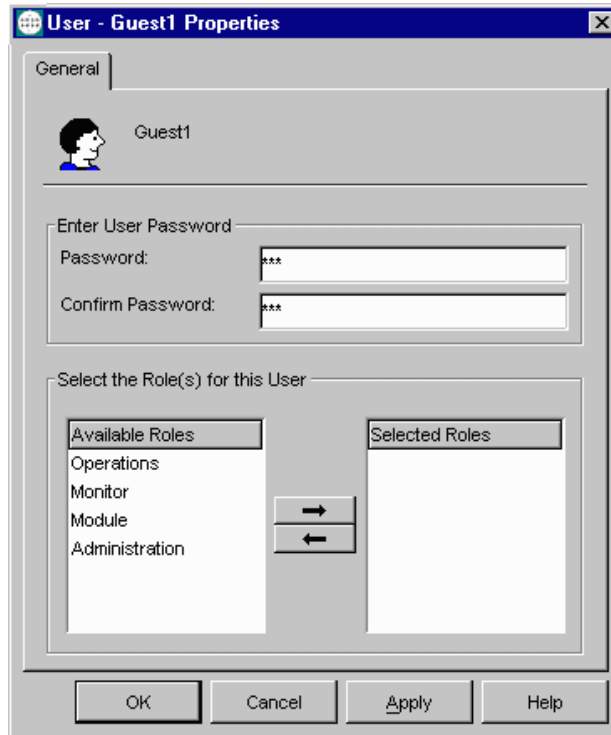 User - Guest1 Properties
General
Guest1
Enter User Password
Password:
***
Confirm Password:
***
Select the Role(s) for this User
Available Roles
Operations
Monitor
Module
Administration
Selected Roles
OK
Cancel
Apply
Help